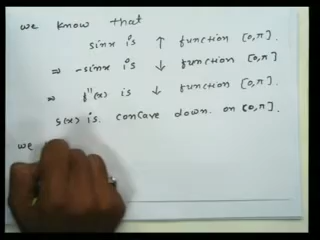 we know that
sinx is ↑ function [0,π].
⇒ -sinx is ↓ function [0,π]
⇒ f''(x) is ↓ function [0,π].
f(x) is. concave down. on [0,π].
we